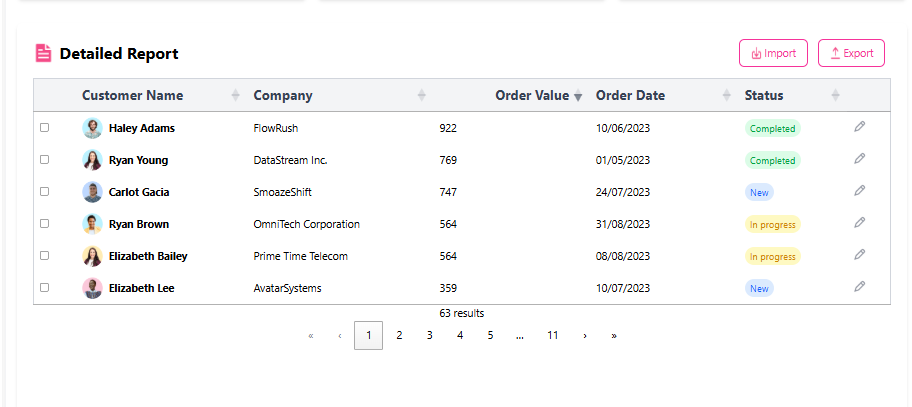 Detailed Report
Import Export
Customer Name Company Order Value Order Date Status
Haley Adams FlowRush 922 10/06/2023 Completed
Ryan Young DataStream Inc. 769 01/05/2023 Completed
Carlot Gacia SmoazeShift 747 24/07/2023 New
Ryan Brown OmniTech Corporation 564 31/08/2023 In progress
Elizabeth Bailey Prime Time Telecom 564 08/08/2023 In progress
Elizabeth Lee AvatarSystems 359 10/07/2023 New
63 results
« ‹ 1 2 3 4 5 ... 11 › »